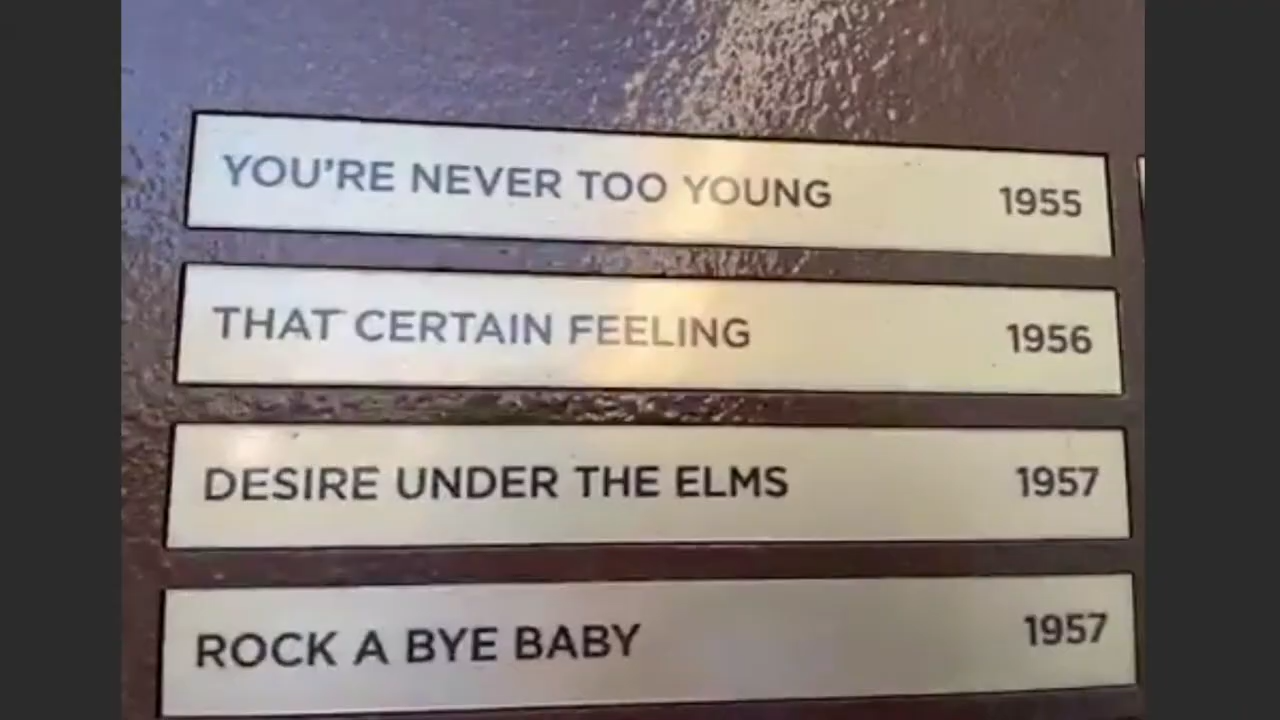 YOU'RE NEVER TOO YOUNG 1955
THAT CERTAIN FEELING 1956
DESIRE UNDER THE ELMS 1957
ROCK A BYE BABY 1957